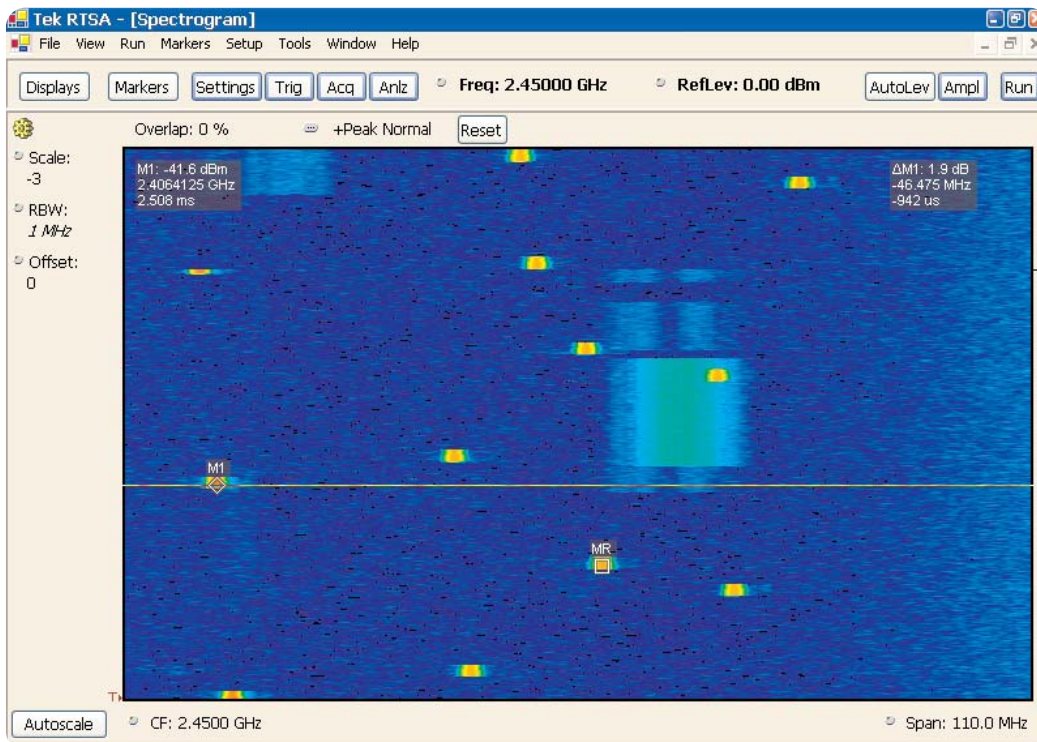 Tek RTSA - [Spectrogram]
File View Run Markers Setup Tools Window Help
Displays Markers Settings Trig Acq Anlz Freq: 2.45000 GHz RefLev: 0.00 dBm AutoLev Ampl Run
Overlap: 0 % +Peak Normal Reset
Scale:
-3
RBW:
1 MHz
Offset:
0
M1: -41.6 dBm
2.4064125 GHz
2.508 ms
ΔM1: 1.9 dB
-46.475 MHz
-942 us
M1
MR
T
Autoscale CF: 2.4500 GHz Span: 110.0 MHz